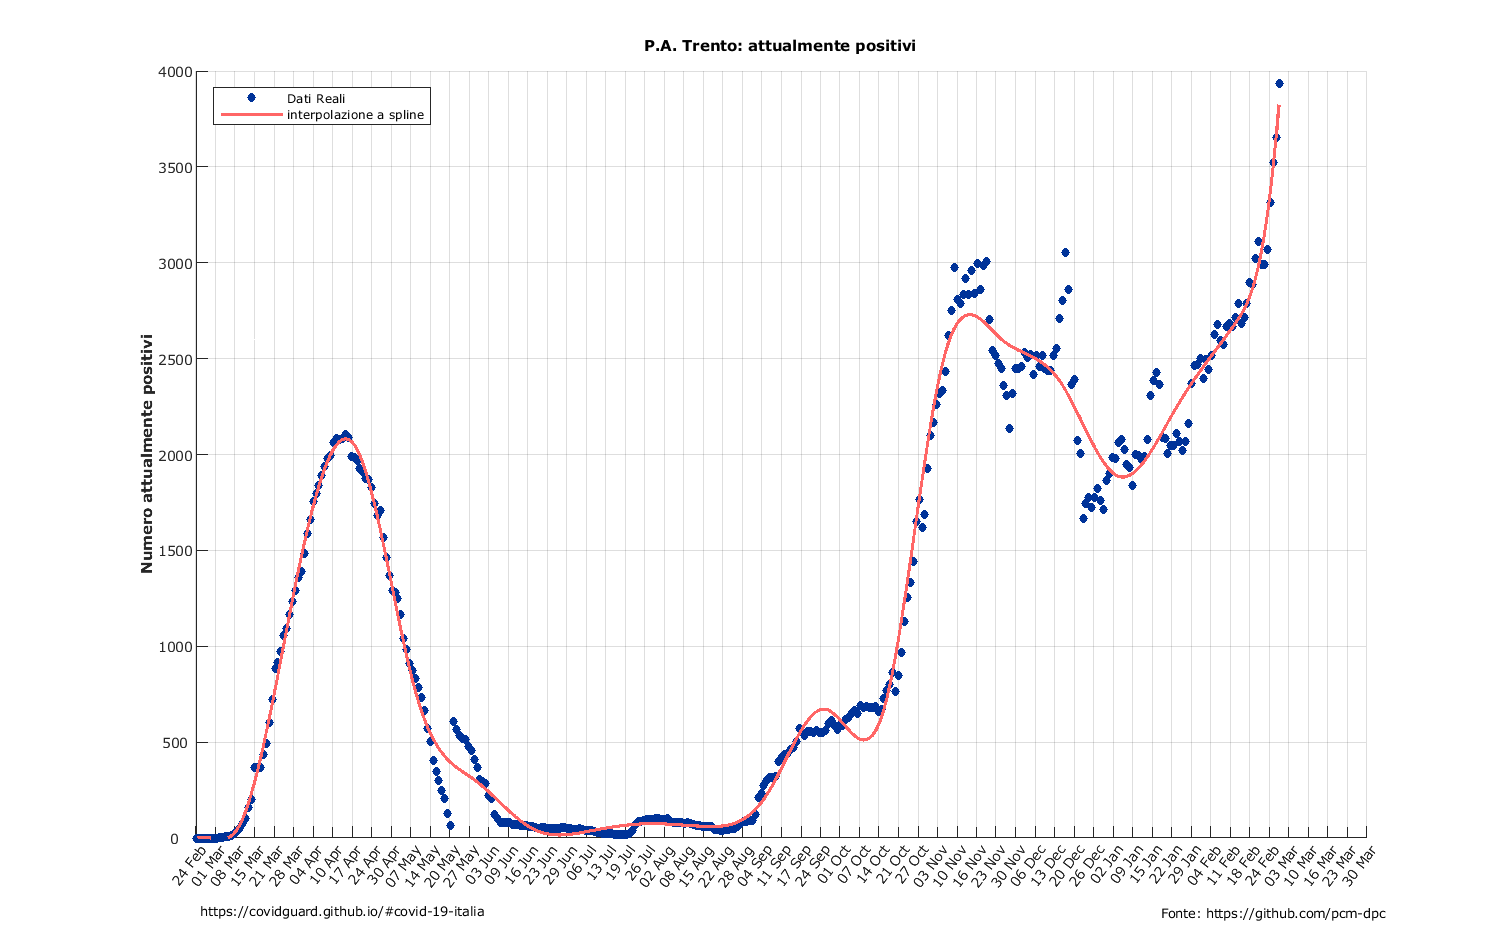 P.A. Trento: attualmente positivi
Dati Reali
interpolazione a spline
Numero attualmente positivi
4000
3500
3000
2500
2000
1500
1000
500
0
24 Feb
01 Mar
08 Mar
15 Mar
21 Mar
28 Mar
04 Apr
10 Apr
17 Apr
24 Apr
30 Apr
07 May
14 May
20 May
27 May
03 Jun
09 Jun
16 Jun
23 Jun
29 Jun
06 Jul
13 Jul
19 Jul
26 Jul
02 Aug
08 Aug
15 Aug
22 Aug
28 Aug
04 Sep
11 Sep
17 Sep
24 Sep
01 Oct
07 Oct
14 Oct
21 Oct
27 Oct
03 Nov
10 Nov
16 Nov
23 Nov
30 Nov
06 Dec
13 Dec
20 Dec
26 Dec
02 Jan
09 Jan
15 Jan
22 Jan
29 Jan
04 Feb
11 Feb
18 Feb
24 Feb
03 Mar
10 Mar
16 Mar
23 Mar
30 Mar
https://covidguard.github.io/#covid-19-italia
Fonte: https://github.com/pcm-dpc